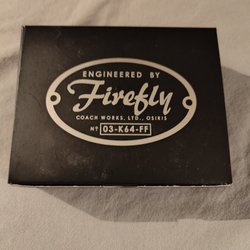 ENGINEERED BY
Firefly
COACH WORKS, LTD., OSIRIS
Nº 03-K64-FF